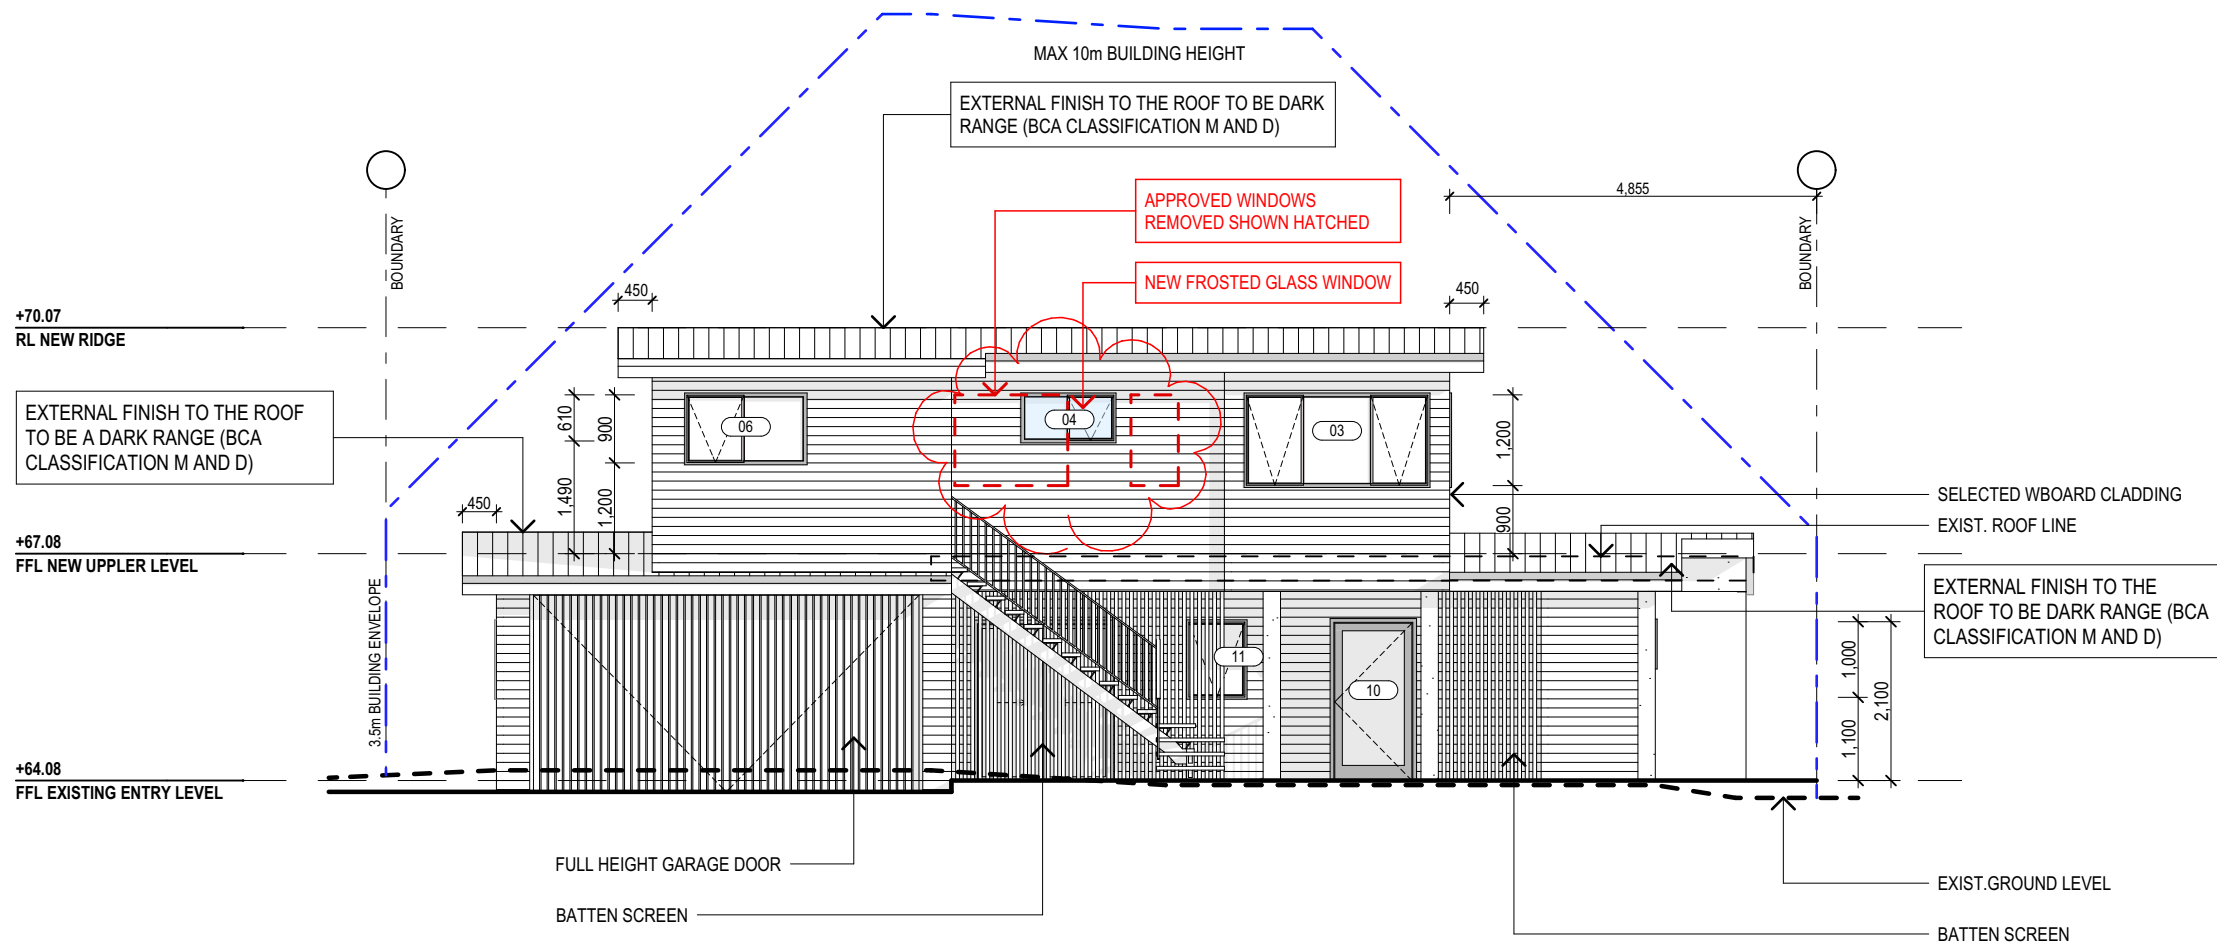 MAX 10m BUILDING HEIGHT
EXTERNAL FINISH TO THE ROOF TO BE DARK
RANGE (BCA CLASSIFICATION M AND D)
APPROVED WINDOWS
REMOVED SHOWN HATCHED
NEW FROSTED GLASS WINDOW
4,855
BOUNDARY
BOUNDARY
450
450
+70.07
RL NEW RIDGE
EXTERNAL FINISH TO THE ROOF
TO BE A DARK RANGE (BCA
CLASSIFICATION M AND D)
610
900
1,490
1,200
450
06
04
03
1,200
900
SELECTED WBOARD CLADDING
EXIST. ROOF LINE
+67.08
FFL NEW UPPLER LEVEL
EXTERNAL FINISH TO THE
ROOF TO BE DARK RANGE (BCA
CLASSIFICATION M AND D)
3.5m BUILDING ENVELOPE
11
10
1,000
1,100
2,100
+64.08
FFL EXISTING ENTRY LEVEL
FULL HEIGHT GARAGE DOOR
BATTEN SCREEN
EXIST.GROUND LEVEL
BATTEN SCREEN